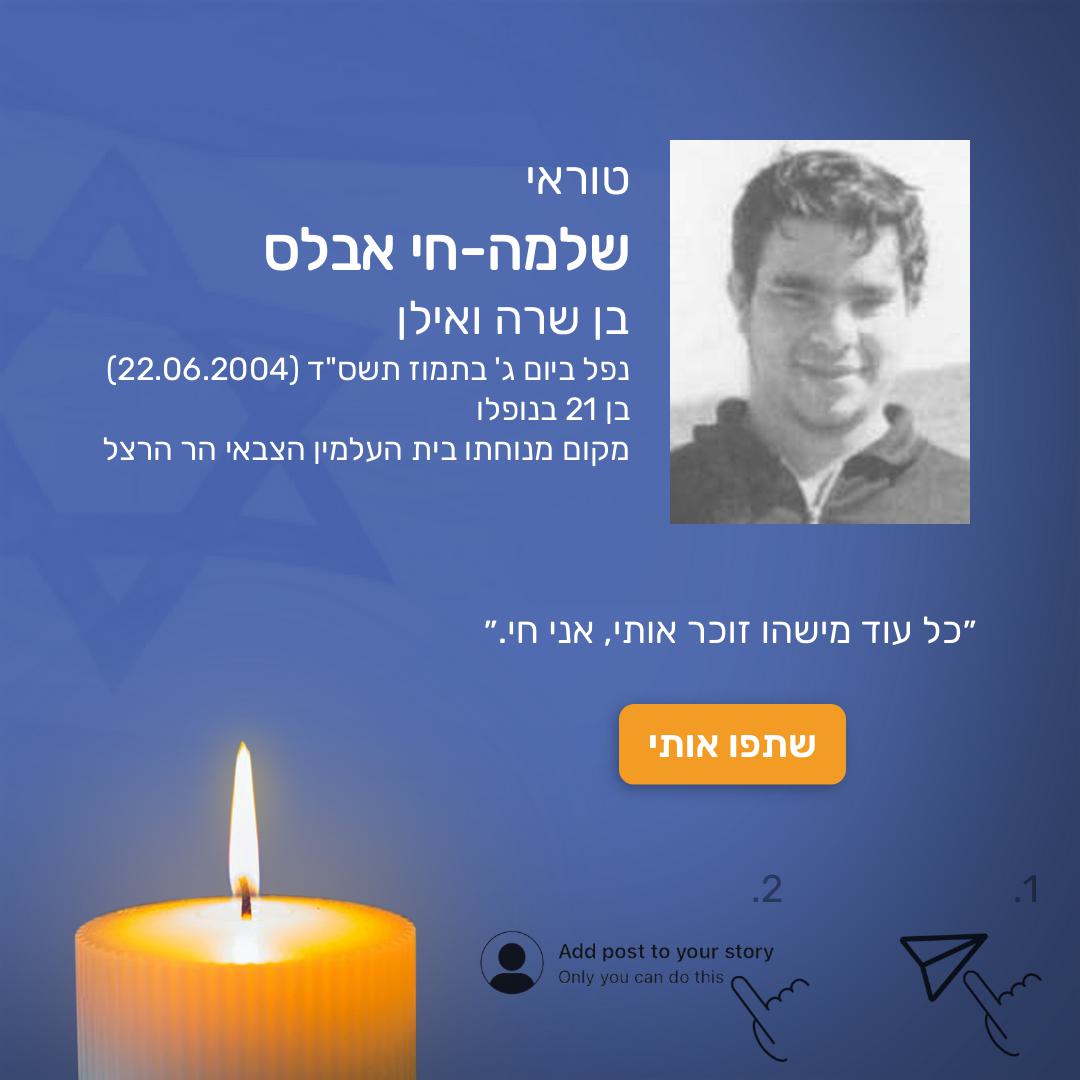 טוראי
שלמה-חי אבלס
בן שרה ואילן
נפל ביום ג' בתמוז תשס"ד (22.06.2004)
בן 21 בנופלו
מקום מנוחתו בית העלמין הצבאי הר הרצל
״כל עוד מישהו זוכר אותי, אני חי.״
שתפו אותי
.1
.2
Add post to your story
Only you can do this